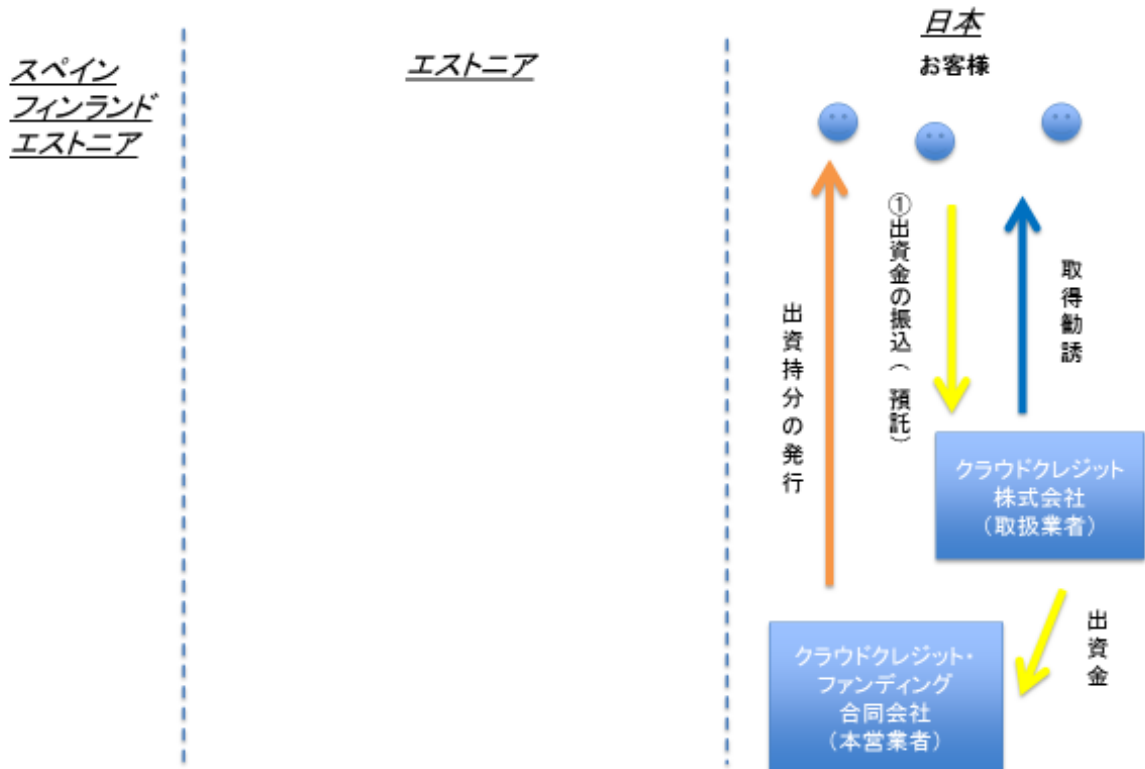 スペイン
フィンランド
エストニア
エストニア
日本
お客様
出資持分の発行
①出資金の振込（ 預託）
取得勧誘
クラウドクレジット
株式会社
（取扱業者）
出資金
クラウドクレジット・
ファンディング
合同会社
（本営業者）